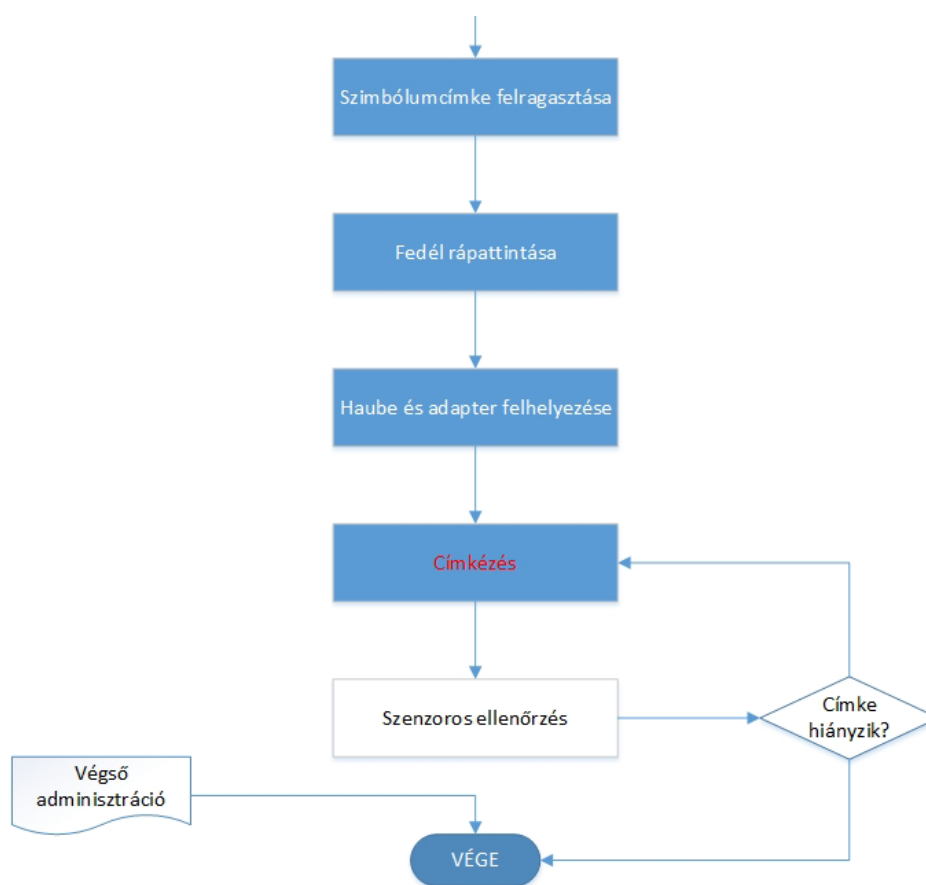 Szimbólumcímke felragasztása
Fedél rápattintása
Haube és adapter felhelyezése
Címkézés
Szenzoros ellenőrzés
Címke
hiányzik?
Végső
adminisztráció
VÉGE